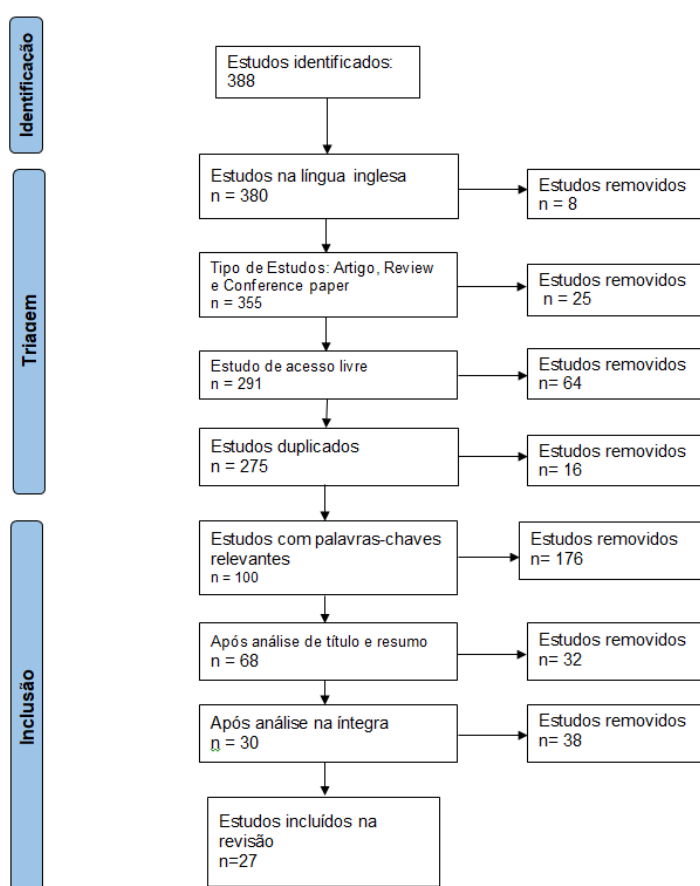 Identificação
Estudos identificados:
388
Triagem
Estudos na língua inglesa
n = 380
Estudos removidos
n = 8
Tipo de Estudos: Artigo, Review
e Conference paper
n = 355
Estudos removidos
n = 25
Estudo de acesso livre
n = 291
Estudos removidos
n= 64
Estudos duplicados
n = 275
Estudos removidos
n= 16
Inclusão
Estudos com palavras-chaves
relevantes
n = 100
Estudos removidos
n= 176
Após análise de título e resumo
n = 68
Estudos removidos
n= 32
Após análise na íntegra
n = 30
Estudos removidos
n= 38
Estudos incluídos na
revisão
n=27